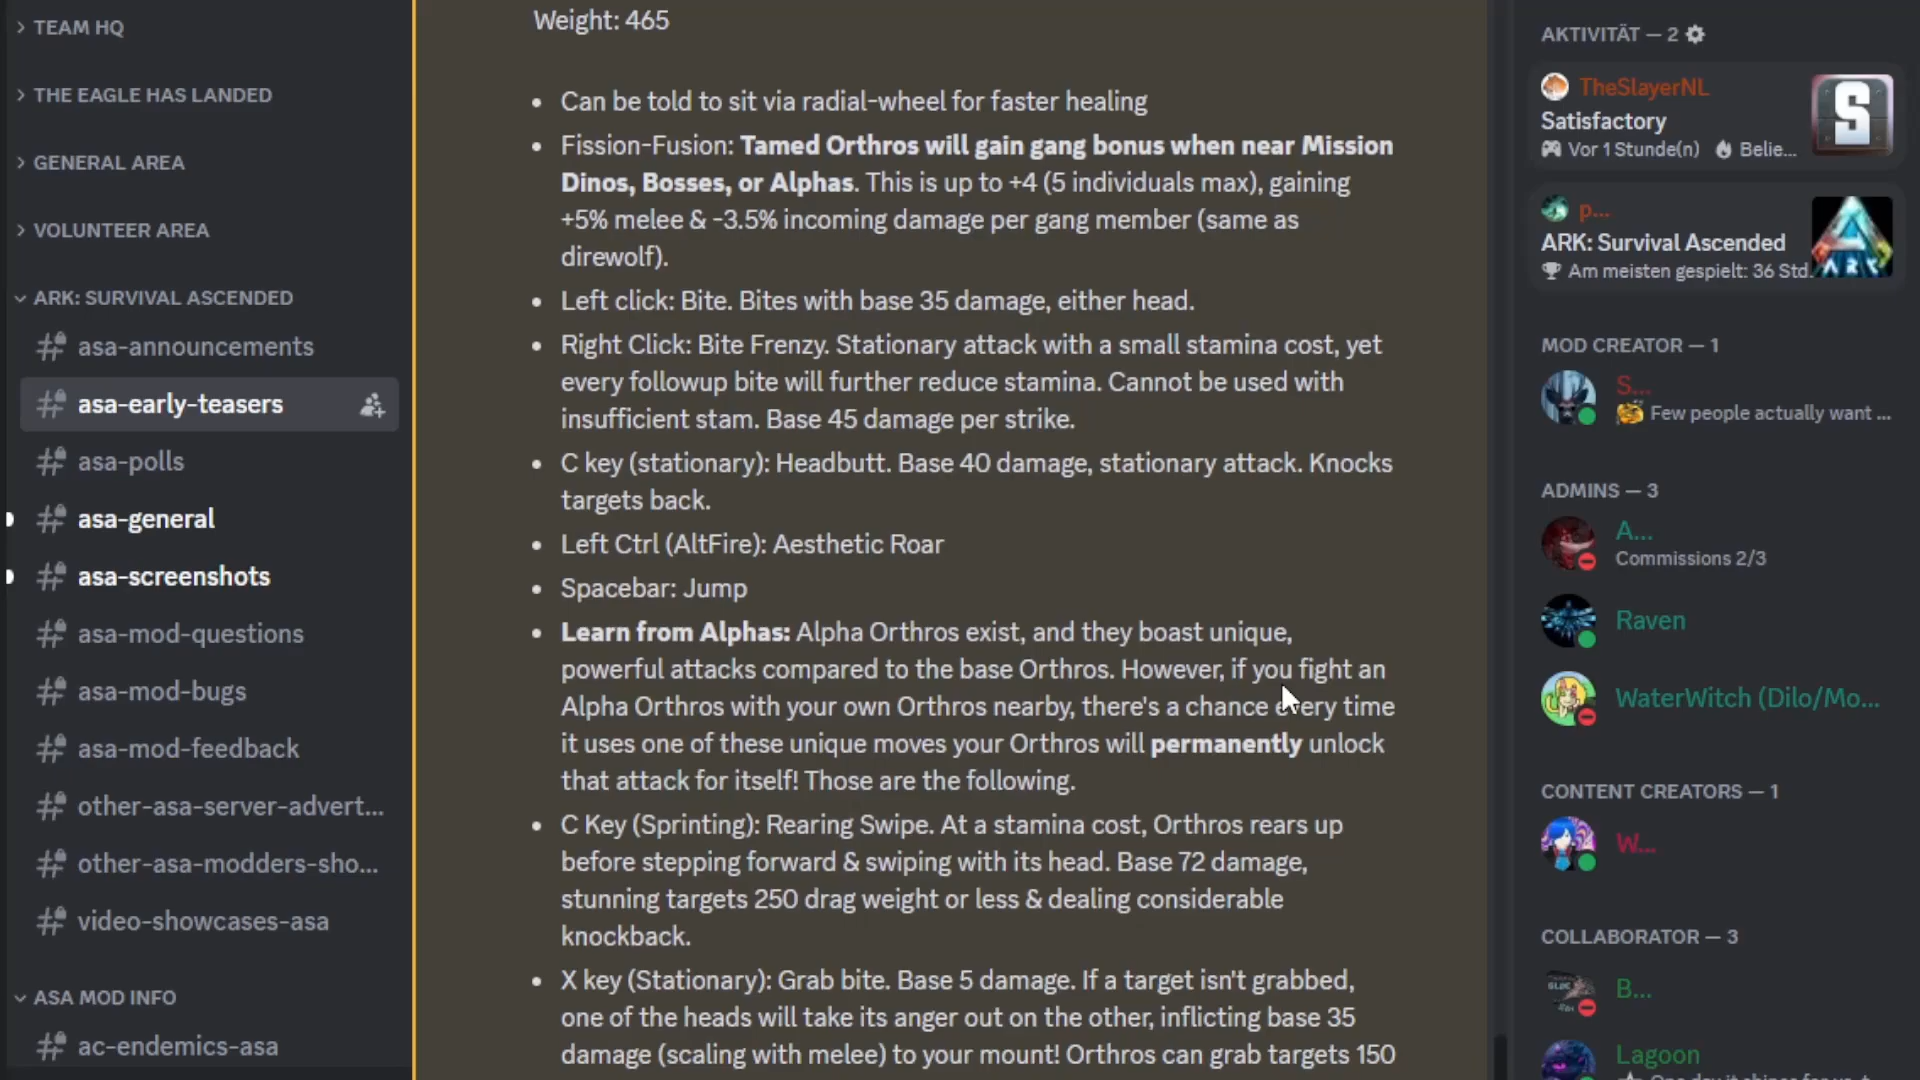 TEAM HQ
THE EAGLE HAS LANDED
GENERAL AREA
VOLUNTEER AREA
ARK: SURVIVAL ASCENDED
asa-announcements
asa-early-teasers
asa-polls
asa-general
asa-screenshots
asa-mod-questions
asa-mod-bugs
asa-mod-feedback
other-asa-server-advert...
other-asa-modders-sho...
video-showcases-asa
ASA MOD INFO
ac-endemics-asa
Weight: 465
• Can be told to sit via radial-wheel for faster healing
• Fission-Fusion: Tamed Orthros will gain gang bonus when near Mission
Dinos, Bosses, or Alphas. This is up to +4 (5 individuals max), gaining
+5% melee & -3.5% incoming damage per gang member (same as
direwolf).
• Left click: Bite. Bites with base 35 damage, either head.
• Right Click: Bite Frenzy. Stationary attack with a small stamina cost, yet
every followup bite will further reduce stamina. Cannot be used with
insufficient stam. Base 45 damage per strike.
• C key (stationary): Headbutt. Base 40 damage, stationary attack. Knocks
targets back.
• Left Ctrl (AltFire): Aesthetic Roar
• Spacebar: Jump
• Learn from Alphas: Alpha Orthros exist, and they boast unique,
powerful attacks compared to the base Orthros. However, if you fight an
Alpha Orthros with your own Orthros nearby, there's a chance every time
it uses one of these unique moves your Orthros will permanently unlock
that attack for itself! Those are the following.
• C Key (Sprinting): Rearing Swipe. At a stamina cost, Orthros rears up
before stepping forward & swiping with its head. Base 72 damage,
stunning targets 250 drag weight or less & dealing considerable
knockback.
• X key (Stationary): Grab bite. Base 5 damage. If a target isn't grabbed,
one of the heads will take its anger out on the other, inflicting base 35
damage (scaling with melee) to your mount! Orthros can grab targets 150
AKTIVITÄT — 2
TheSlayerNL
Satisfactory
Vor 1 Stunde(n) Belie...
S
p...
ARK: Survival Ascended
Am meisten gespielt: 36 Std.
ARK
MOD CREATOR — 1
S...
Few people actually want ...
ADMINS — 3
A...
Commissions 2/3
Raven
WaterWitch (Dilo/Mo...
CONTENT CREATORS — 1
W...
COLLABORATOR — 3
B...
Lagoon